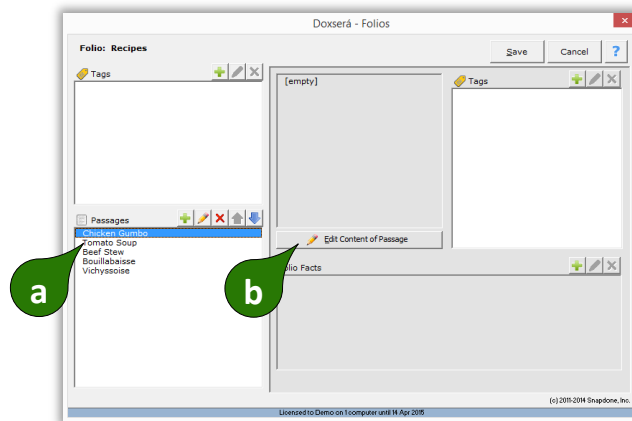 Doxserá - Folios
Folio: Recipes
Save
Cancel
?
Tags
[empty]
Tags
Passages
Chicken Gumbo
Tomato Soup
Beef Stew
Bouillabaisse
Vichyssoise
Edit Content of Passage
olio Facts
a
b
(c) 2011-2014 Snapdone, Inc.
Licensed to Demo on 1 computer until 14 Apr 2015